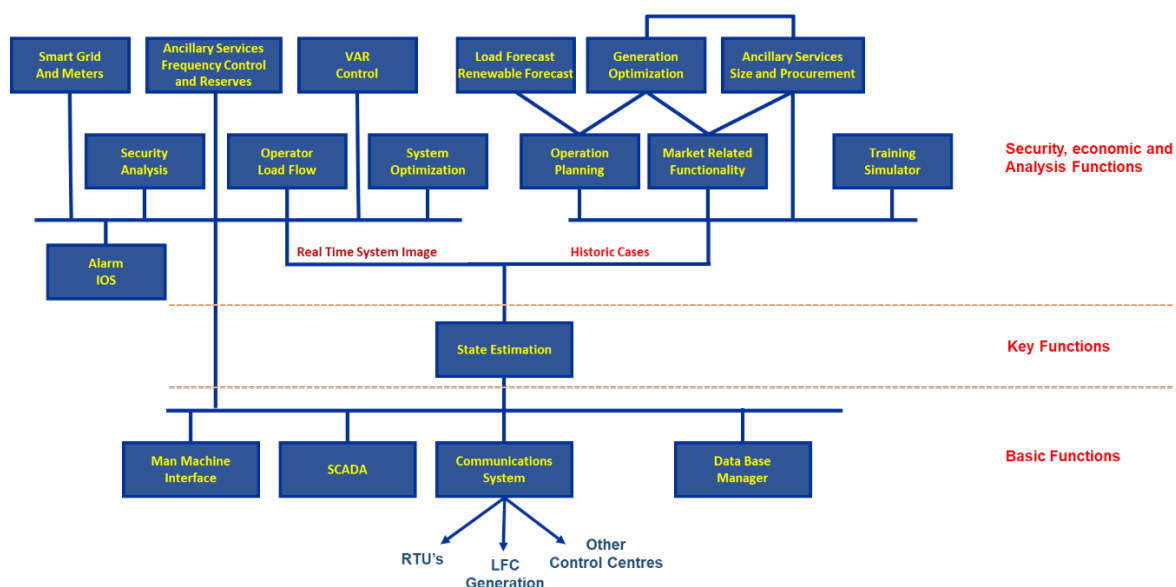 Smart Grid
And Meters
Ancillary Services
Frequency Control
and Reserves
VAR
Control
Load Forecast
Renewable Forecast
Generation
Optimization
Ancillary Services
Size and Procurement
Security
Analysis
Operator
Load Flow
System
Optimization
Operation
Planning
Market Related
Functionality
Training
Simulator
Security, economic and
Analysis Functions
Alarm
IOS
Real Time System Image
Historic Cases
State Estimation
Key Functions
Man Machine
Interface
SCADA
Communications
System
Data Base
Manager
Basic Functions
RTU’s
LFC
Generation
Other
Control Centres